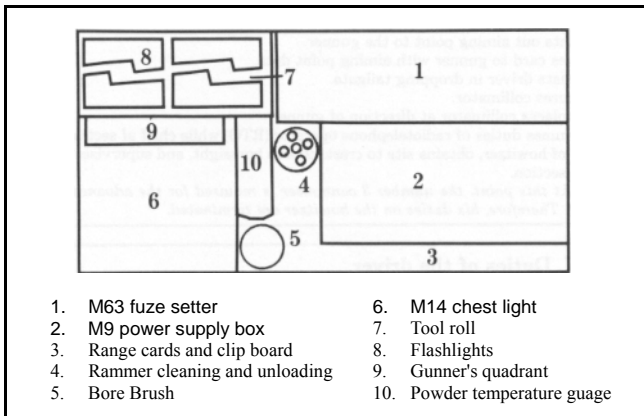 8
1
7
9
10
4
2
6
5
3
1. M63 fuze setter
2. M9 power supply box
3. Range cards and clip board
4. Rammer cleaning and unloading
5. Bore Brush
6. M14 chest light
7. Tool roll
8. Flashlights
9. Gunner's quadrant
10. Powder temperature guage